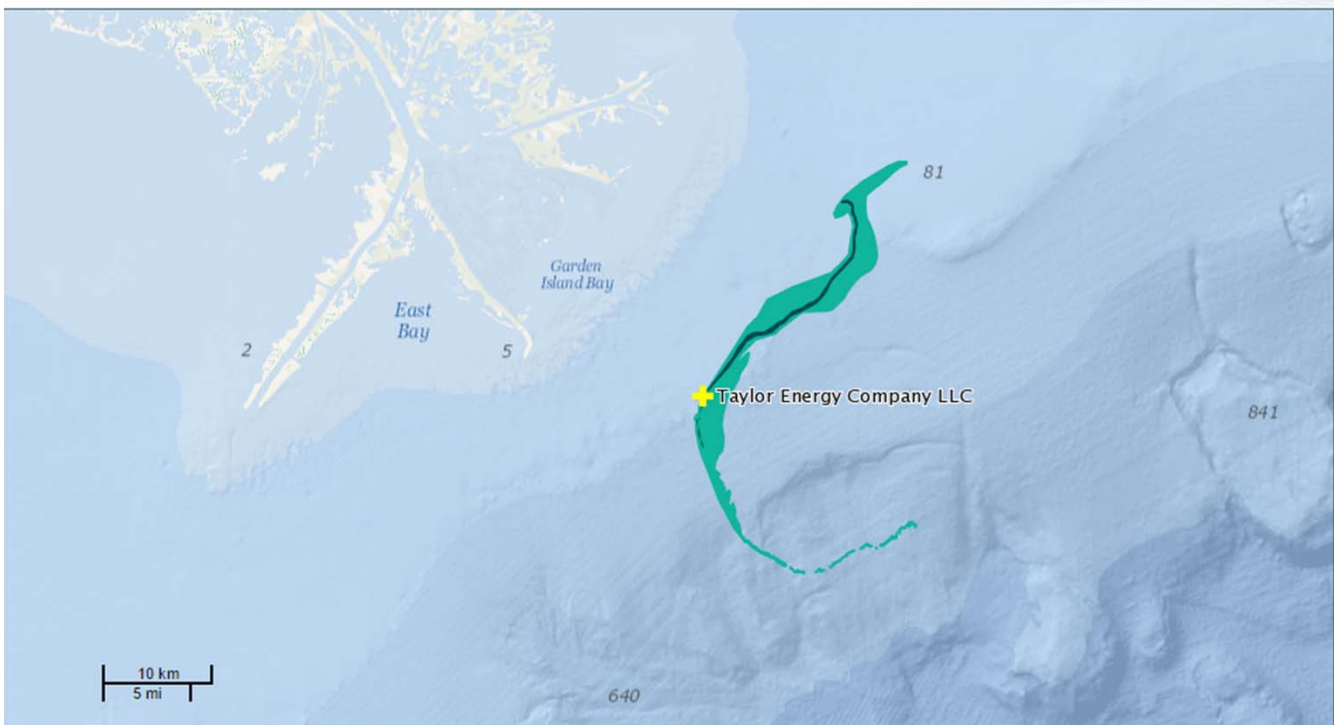 81
Garden
Island Bay
East
Bay
2
5
Taylor Energy Company LLC
841
10 km
5 mi
640